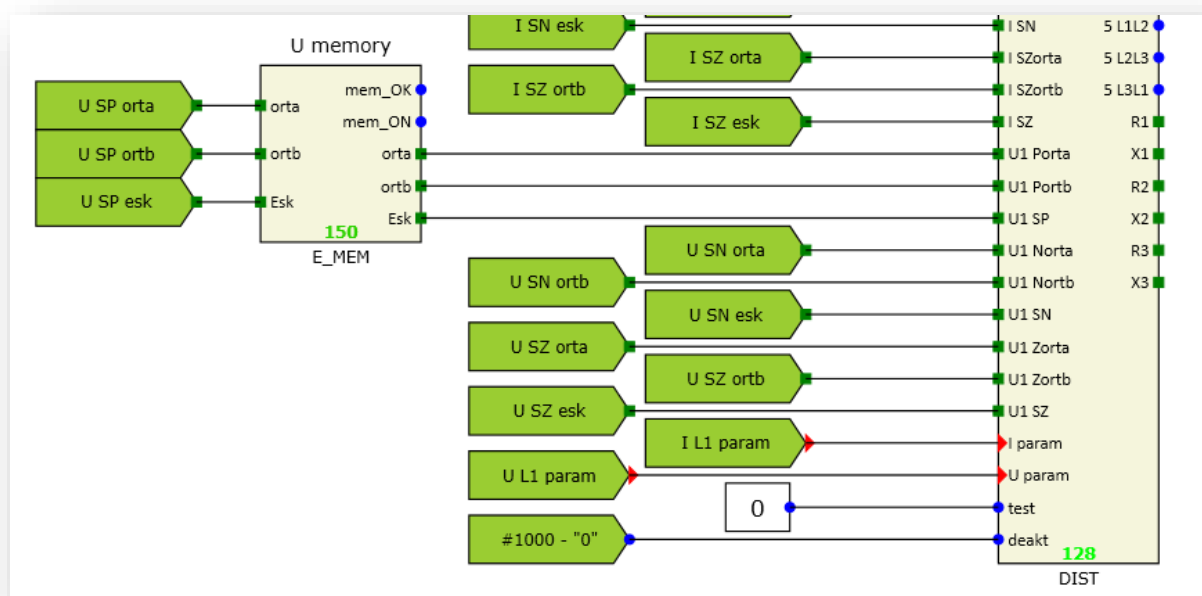 I SN esk
I SN
5 L1L2
U memory
I SZ orta
I SZorta
5 L2L3
mem_OK
I SZ ortb
I SZortb
5 L3L1
U SP orta
orta
mem_ON
I SZ esk
I SZ
R1
U SP ortb
ortb
orta
U1 Porta
X1
ortb
U1 Portb
R2
U SP esk
Esk
Esk
U1 SP
X2
150
E_MEM
U SN orta
U1 Norta
R3
U SN ortb
U1 Nortb
X3
U SN esk
U1 SN
U SZ orta
U1 Zorta
U SZ ortb
U1 Zortb
U SZ esk
U1 SZ
I L1 param
I param
U L1 param
U param
0
test
#1000 - "0"
deakt
128
DIST